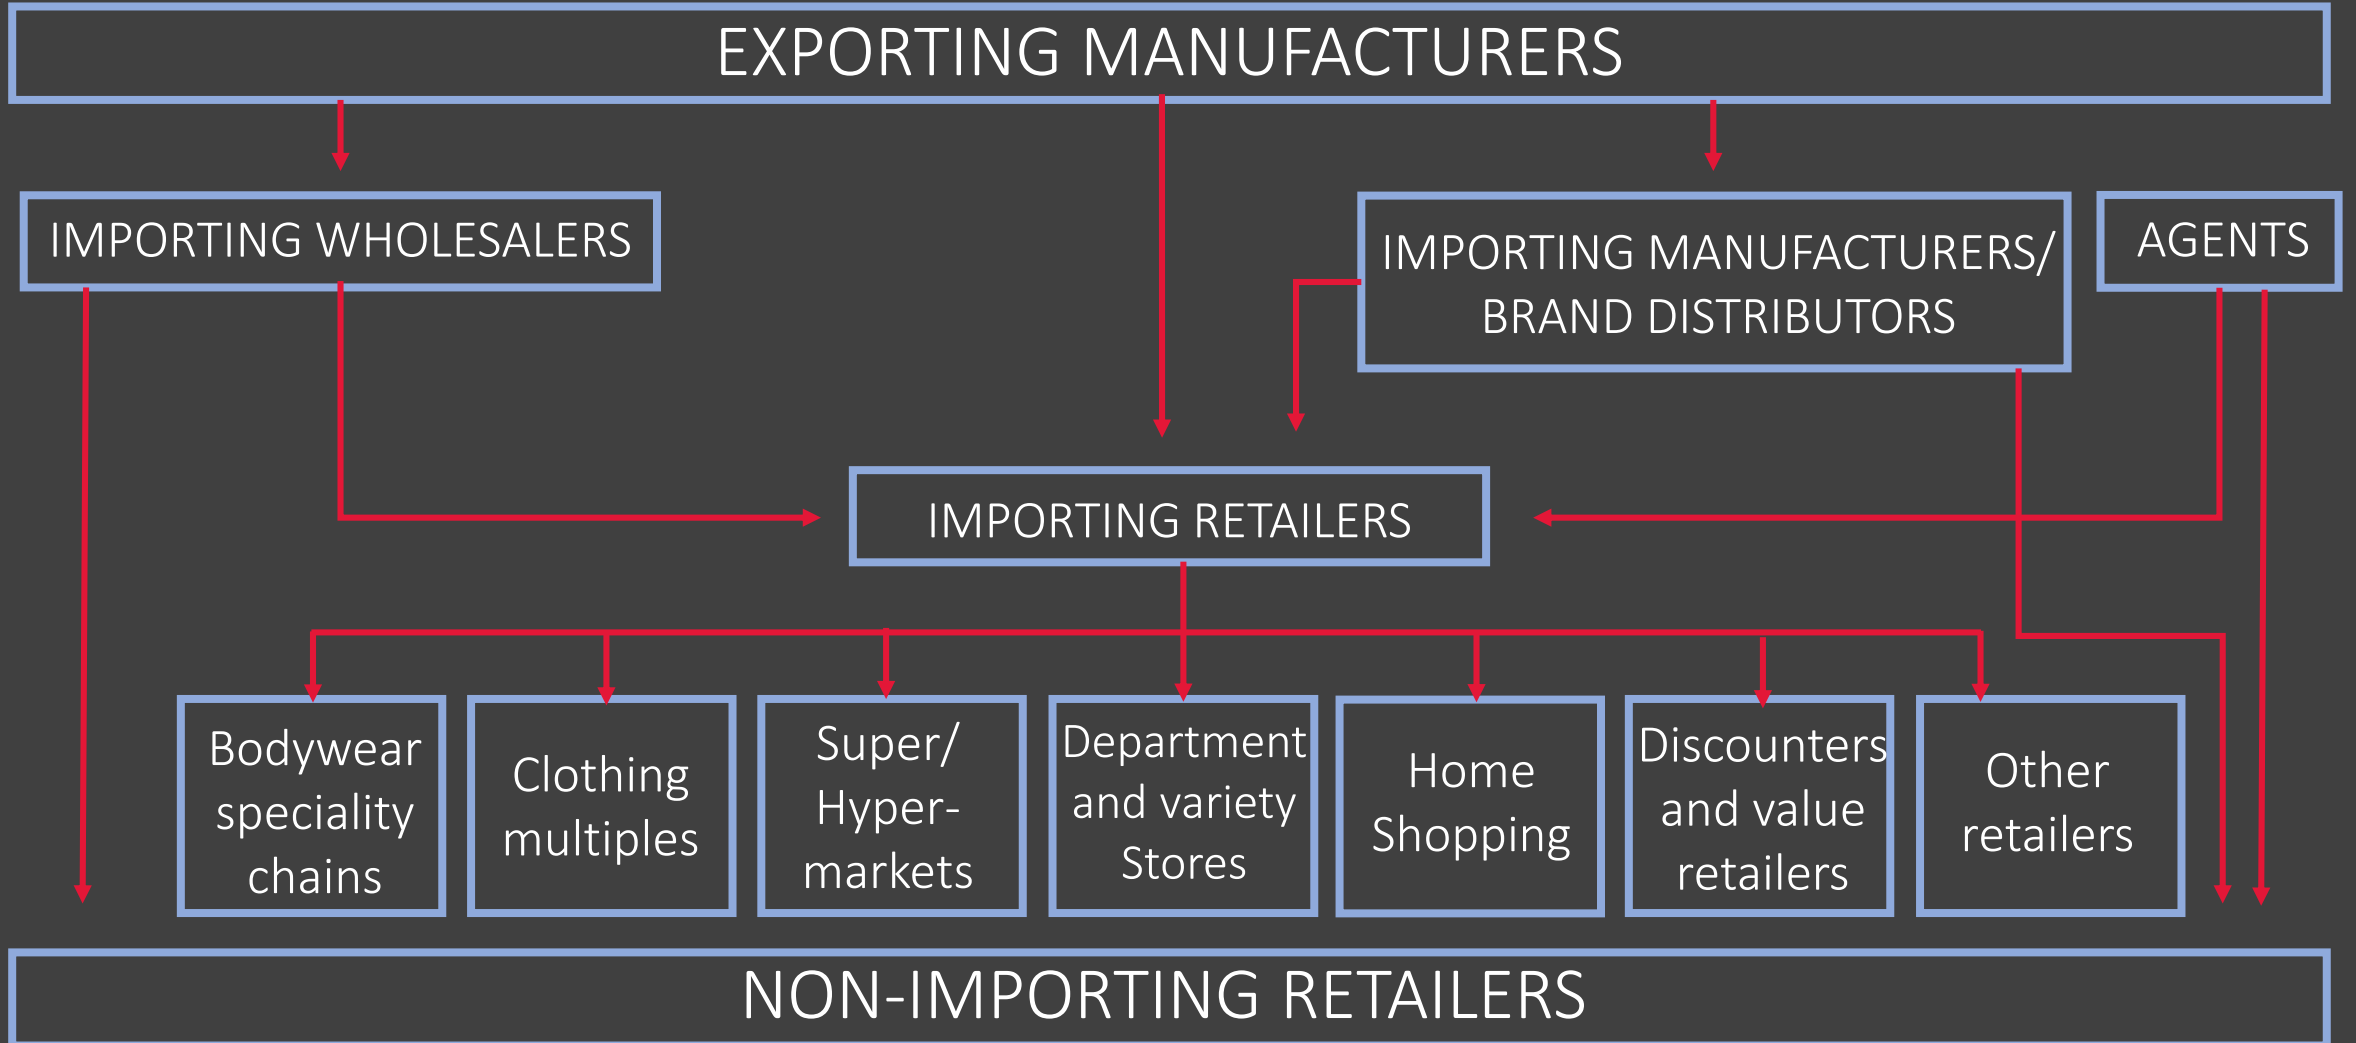 EXPORTING MANUFACTURERS
IMPORTING WHOLESALERS
IMPORTING MANUFACTURERS/
BRAND DISTRIBUTORS
AGENTS
IMPORTING RETAILERS
Bodywear
speciality
chains
Clothing
multiples
Super/
Hyper-
markets
Department
and variety
Stores
Home
Shopping
Discounters
and value
retailers
Other
retailers
NON-IMPORTING RETAILERS